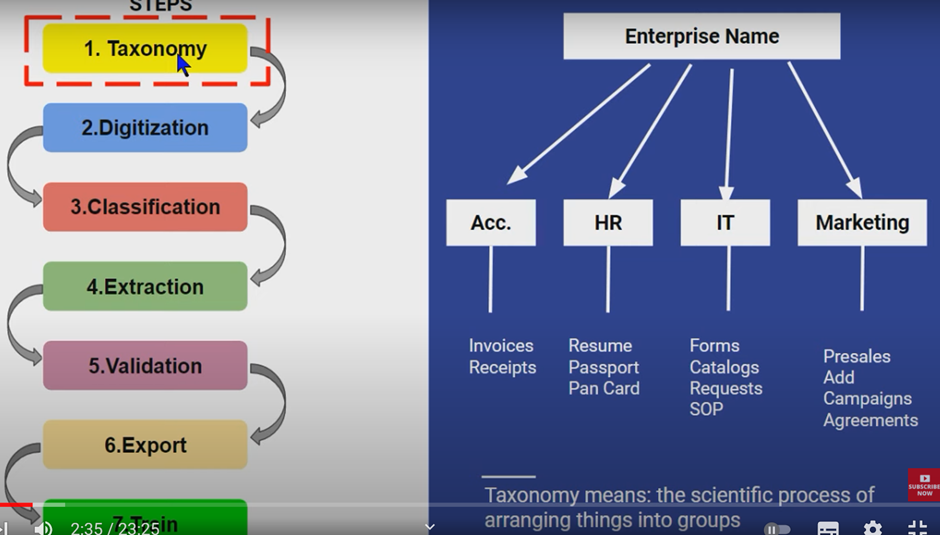 STEPS
1. Taxonomy
2.Digitization
3.Classification
4.Extraction
5.Validation
6.Export
7.Train
Enterprise Name
Acc.
HR
IT
Marketing
Invoices
Receipts
Resume
Passport
Pan Card
Forms
Catalogs
Requests
SOP
Presales
Add
Campaigns
Agreements
Taxonomy means: the scientific process of
arranging things into groups
SUBSCRIBE
NOW
2:35 / 23:25